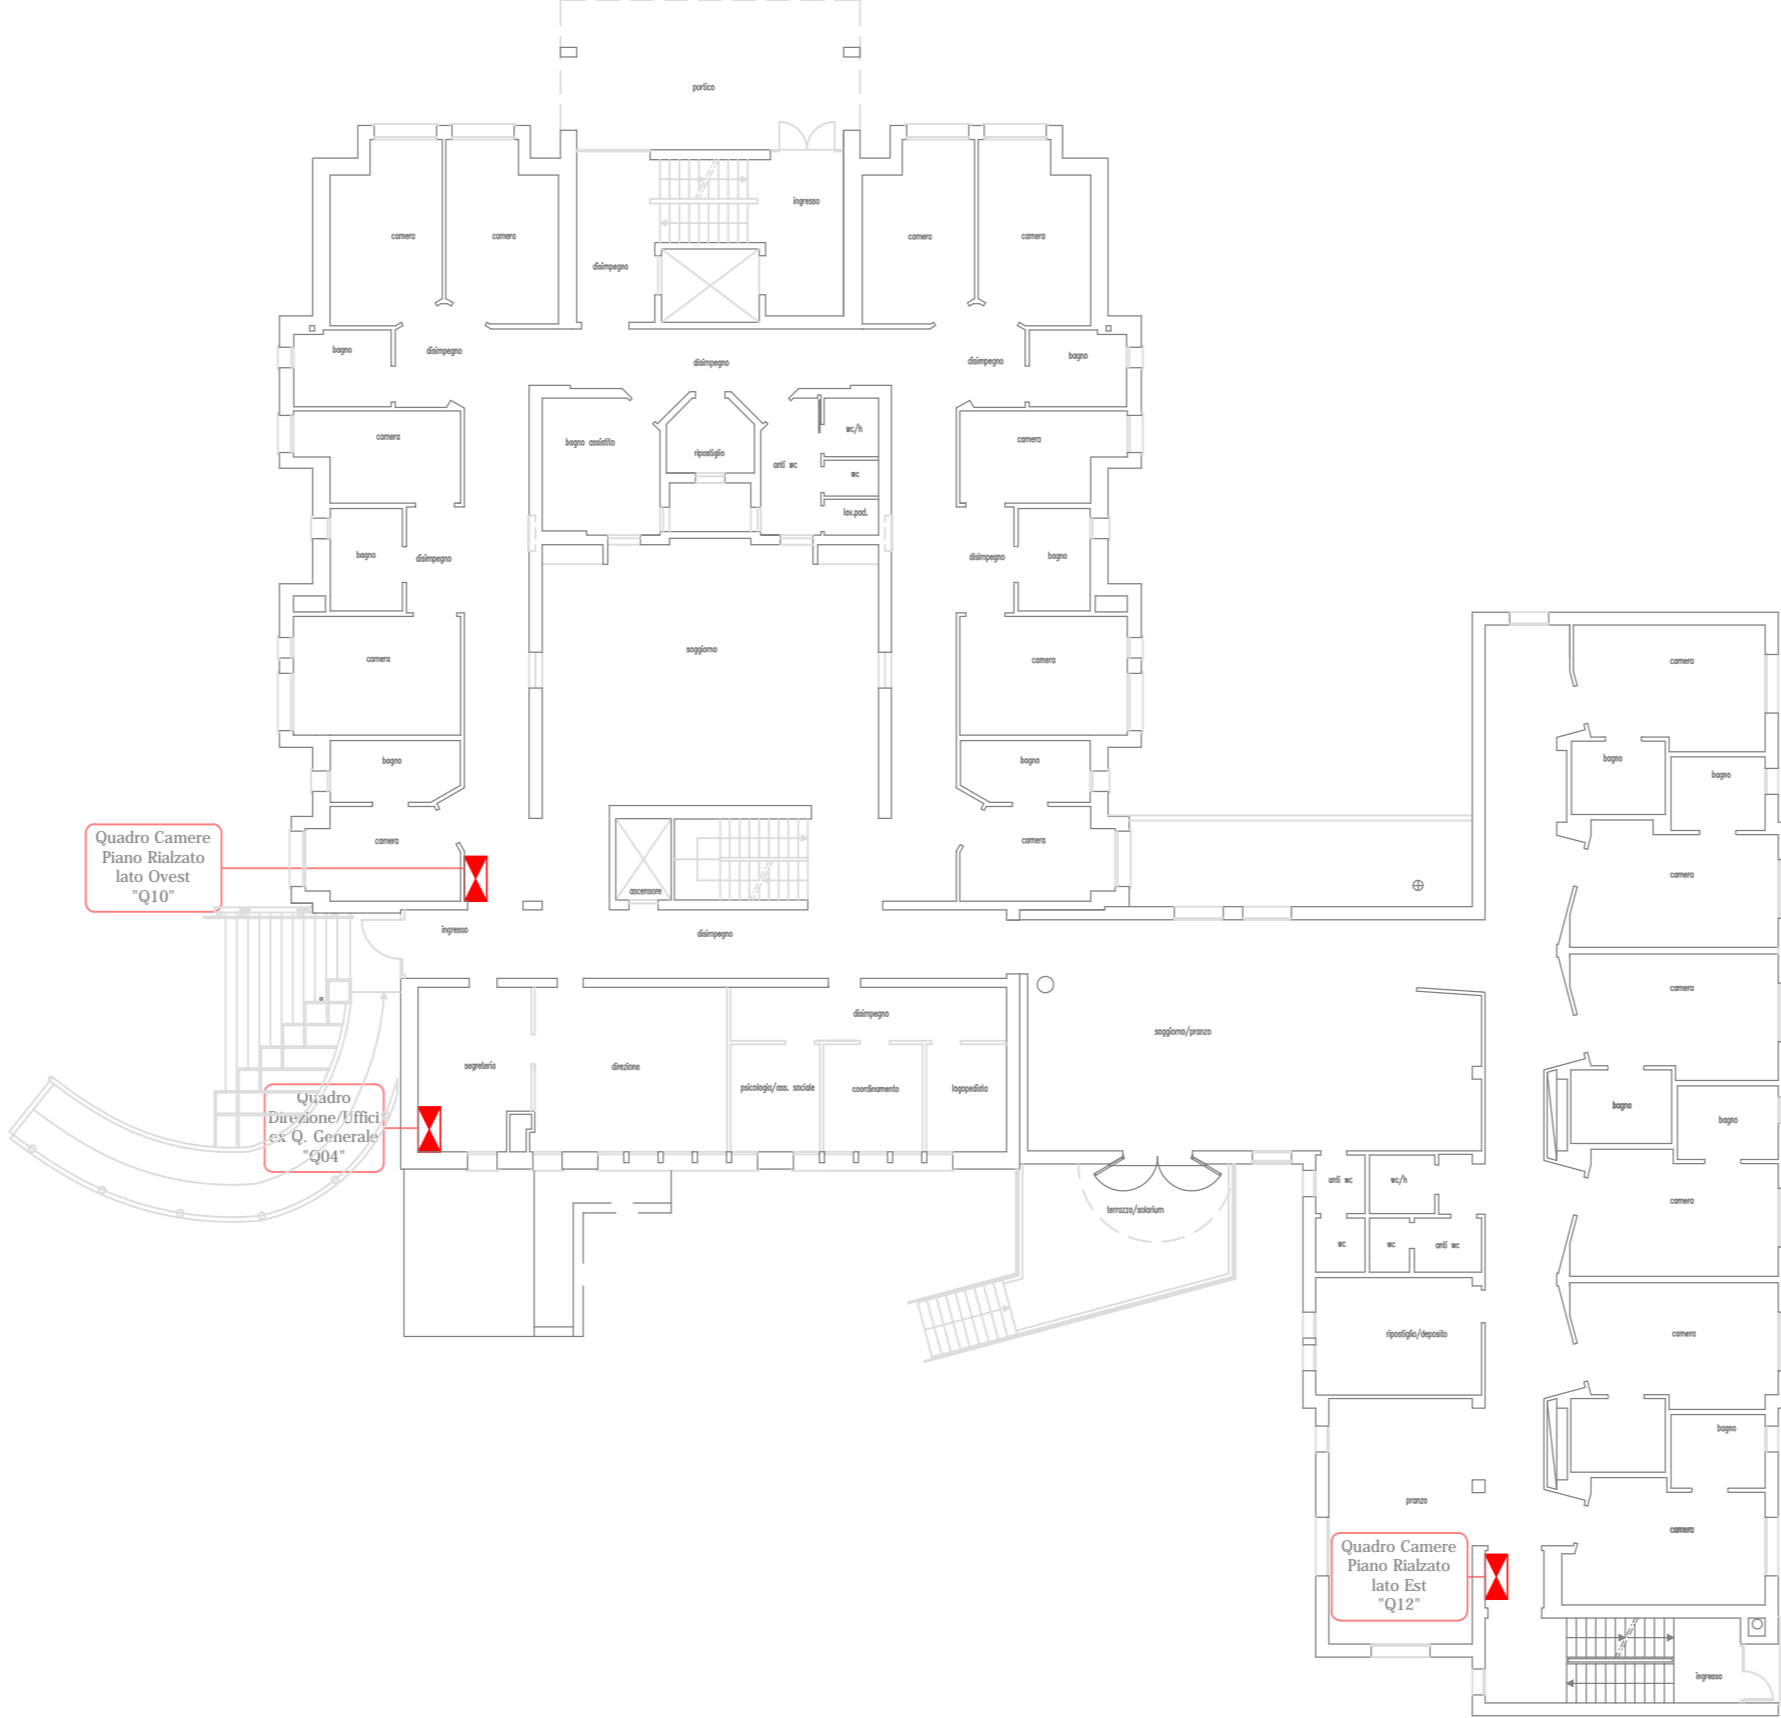 portico
ingresso
camera
camera
camera
camera
disimpegno
bagno
disimpegno
disimpegno
disimpegno
bagno
camera
bagno assistito
ripostiglio
anti wc
wc/h
wc
lav.pad.
camera
bagno
disimpegno
disimpegno
bagno
camera
soggiorno
camera
bagno
bagno
camera
ascensore
camera
Quadro Camere
Piano Rialzato
lato Ovest
"Q10"
ingresso
disimpegno
segreteria
direzione
disimpegno
psicologia/ass. sociale
coordinamento
logopedista
soggiorno/pranzo
Quadro
Direzione/Uffici
ex Q. Generale
"Q04"
terrazza/solarium
camera
bagno
bagno
camera
camera
bagno
bagno
anti wc
wc/h
wc
wc
anti wc
camera
ripostiglio/deposito
camera
bagno
pranzo
camera
Quadro Camere
Piano Rialzato
lato Est
"Q12"
ingresso